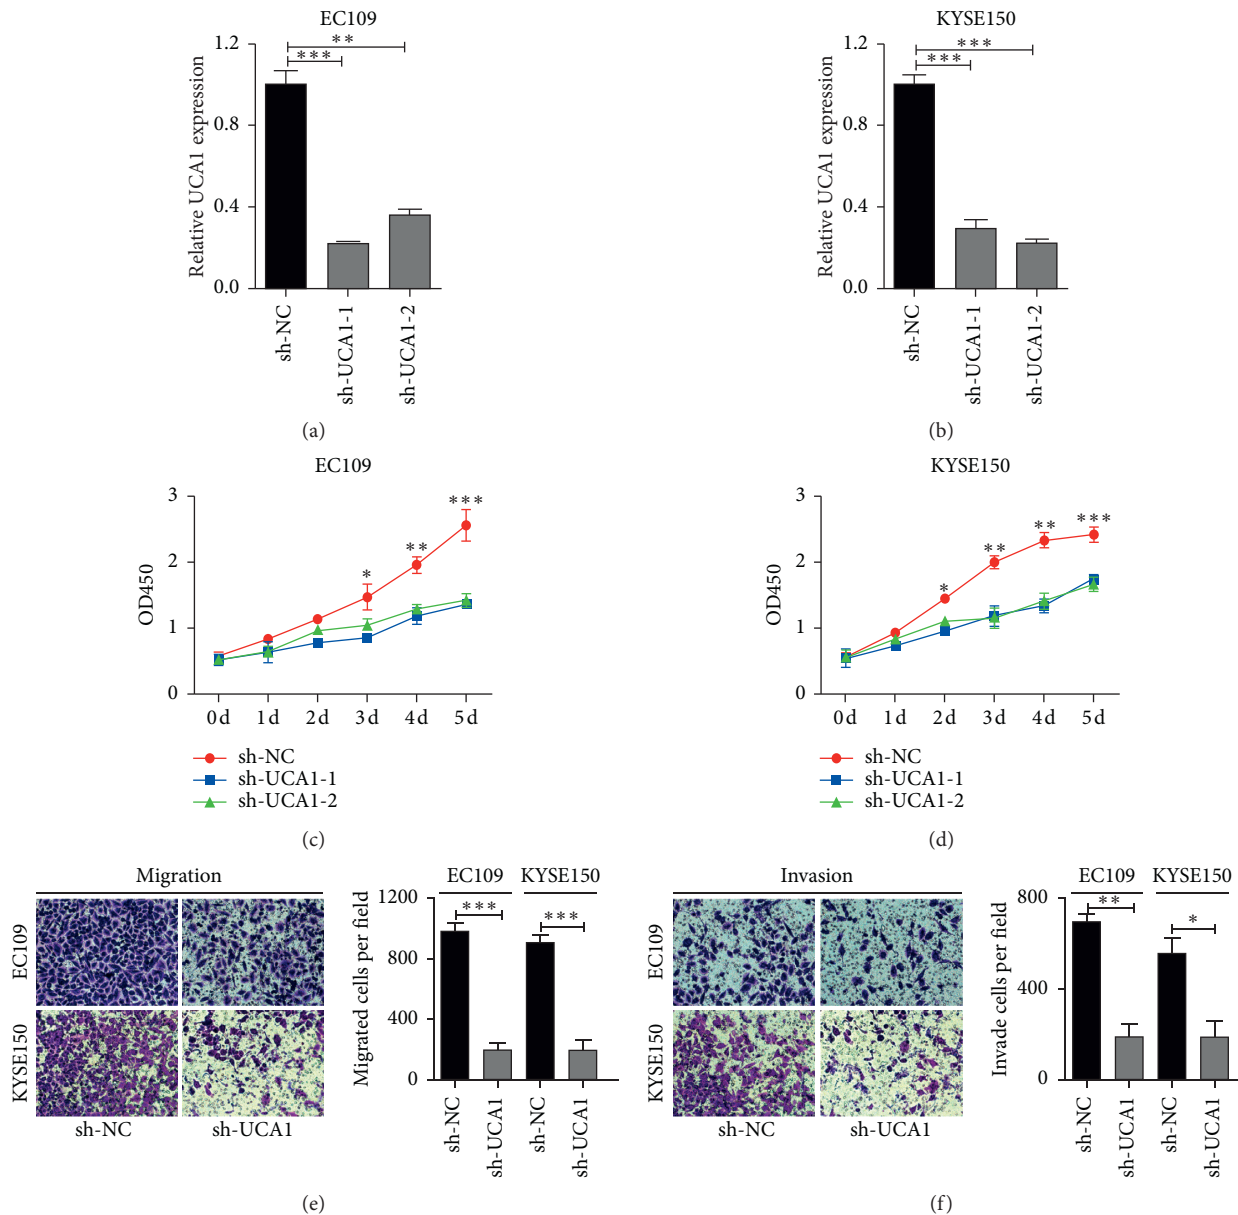 EC109
Relative UCA1 expression
1.2
0.8
0.4
0.0
***
**
sh-NC
sh-UCA1-1
sh-UCA1-2
(a)
KYSE150
Relative UCA1 expression
1.2
0.8
0.4
0.0
***
***
sh-NC
sh-UCA1-1
sh-UCA1-2
(b)
EC109
OD450
3
2
1
0
*
**
***
0 d 1 d 2 d 3 d 4 d 5 d
sh-NC
sh-UCA1-1
sh-UCA1-2
(c)
KYSE150
OD450
3
2
1
0
*
**
**
***
0 d 1 d 2 d 3 d 4 d 5 d
sh-NC
sh-UCA1-1
sh-UCA1-2
(d)
Migration
EC109
KYSE150
sh-NC sh-UCA1
EC109 KYSE150
Migrated cells per field
1200
900
400
200
0
***
***
sh-NC
sh-UCA1
sh-NC
sh-UCA1
(e)
Invasion
EC109
KYSE150
sh-NC sh-UCA1
EC109 KYSE150
Invade cells per field
800
400
200
0
**
*
sh-NC
sh-UCA1
sh-NC
sh-UCA1
(f)